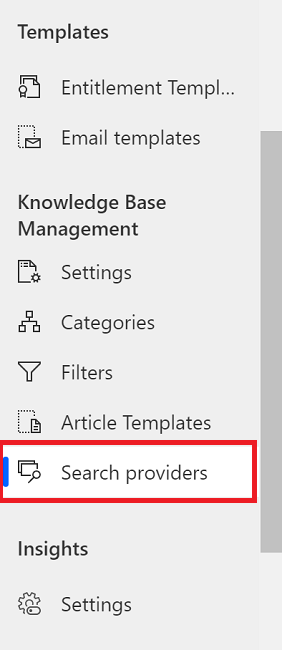 Templates
Entitlement Templ...
Email templates
Knowledge Base
Management
Settings
Categories
Filters
Article Templates
Search providers
Insights
Settings